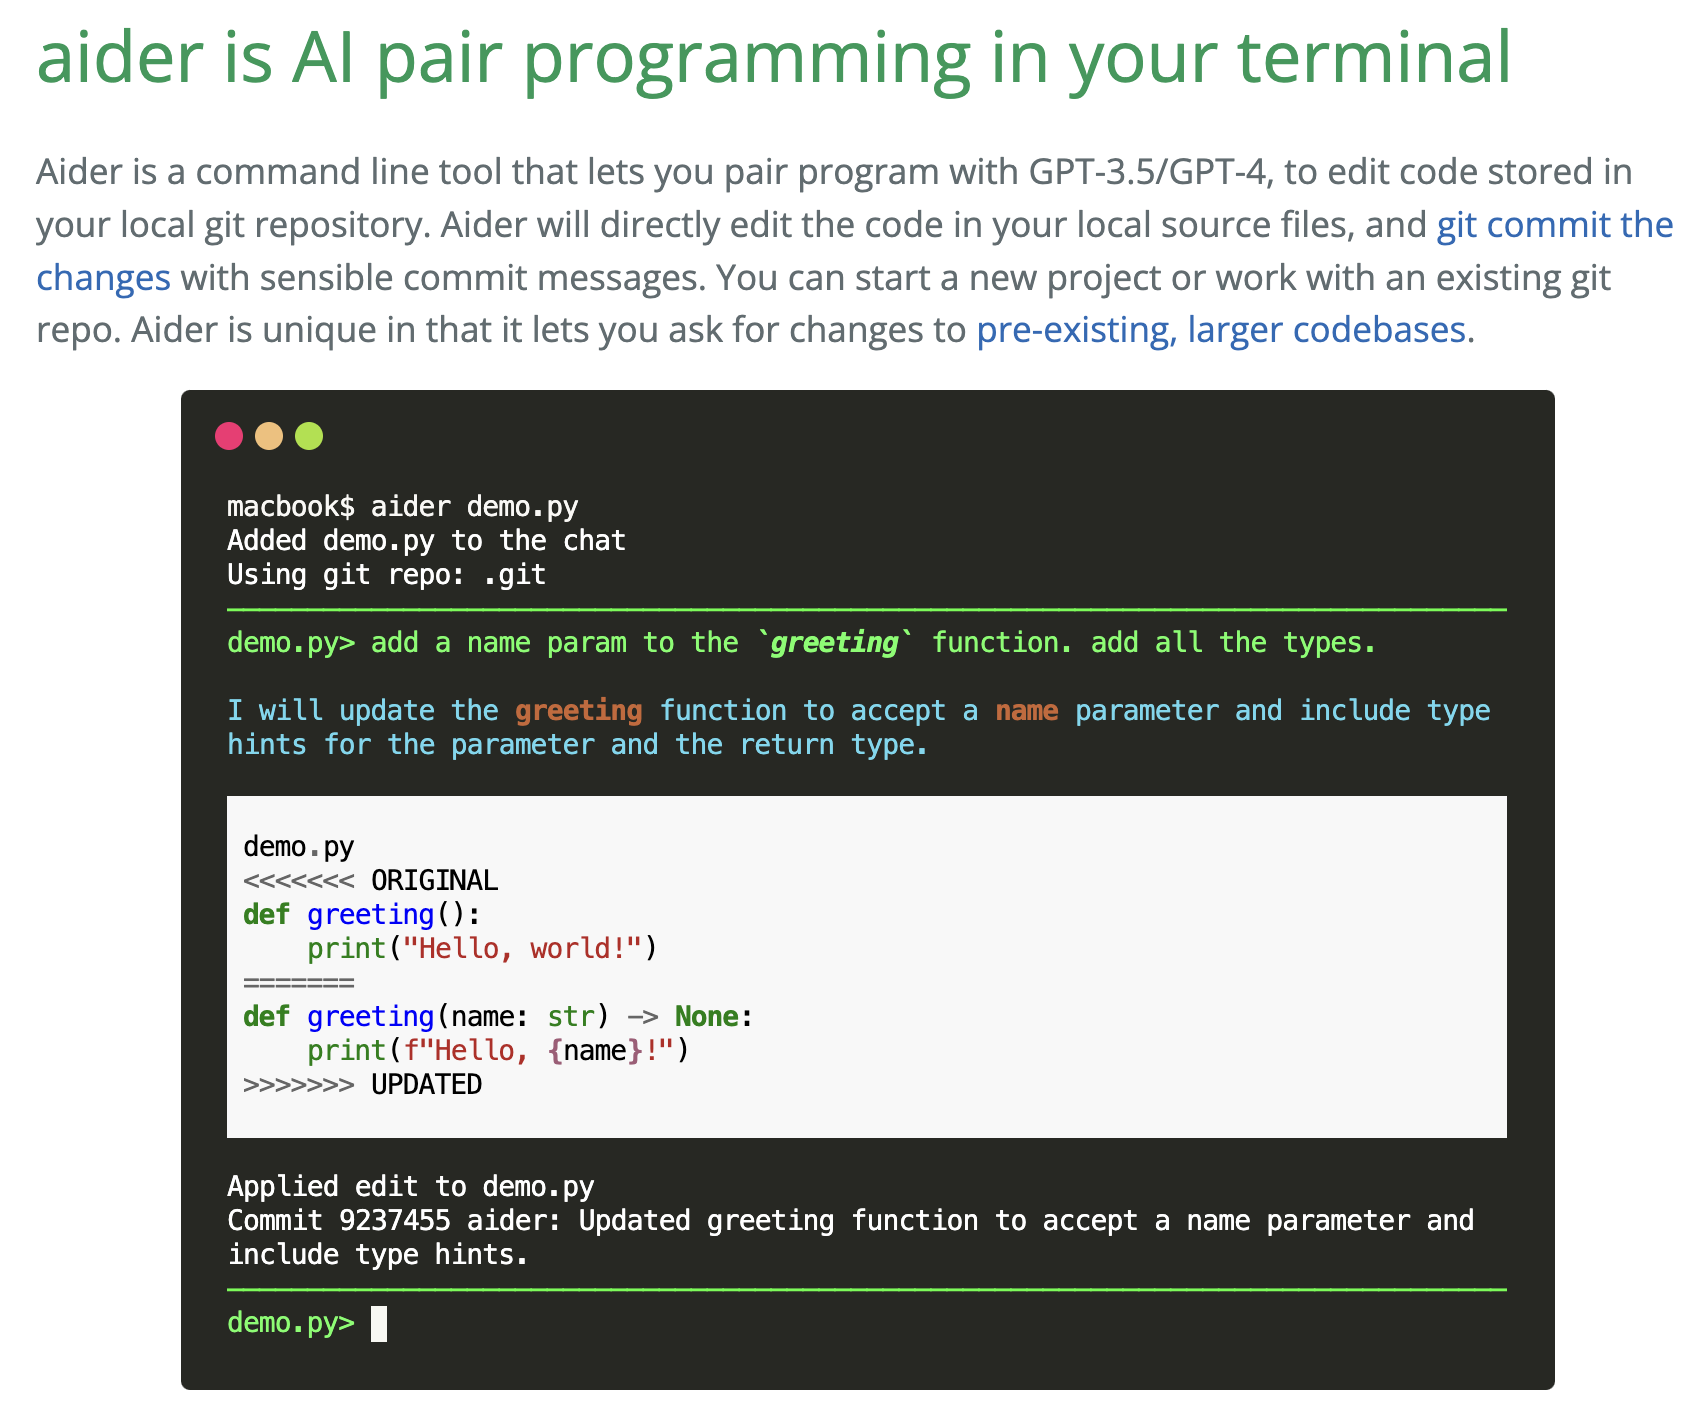 aider is AI pair programming in your terminal
Aider is a command line tool that lets you pair program with GPT-3.5/GPT-4, to edit code stored in
your local git repository. Aider will directly edit the code in your local source files, and git commit the
changes with sensible commit messages. You can start a new project or work with an existing git
repo. Aider is unique in that it lets you ask for changes to pre-existing, larger codebases.
macbook$ aider demo.py
Added demo.py to the chat
Using git repo: .git
demo.py> add a name param to the `greeting` function. add all the types.
I will update the greeting function to accept a name parameter and include type
hints for the parameter and the return type.
demo.py
<<<<<<< ORIGINAL
def greeting():
    print("Hello, world!")
=======
def greeting(name: str) -> None:
    print(f"Hello, {name}!")
>>>>>>> UPDATED
Applied edit to demo.py
Commit 9237455 aider: Updated greeting function to accept a name parameter and
include type hints.
demo.py>